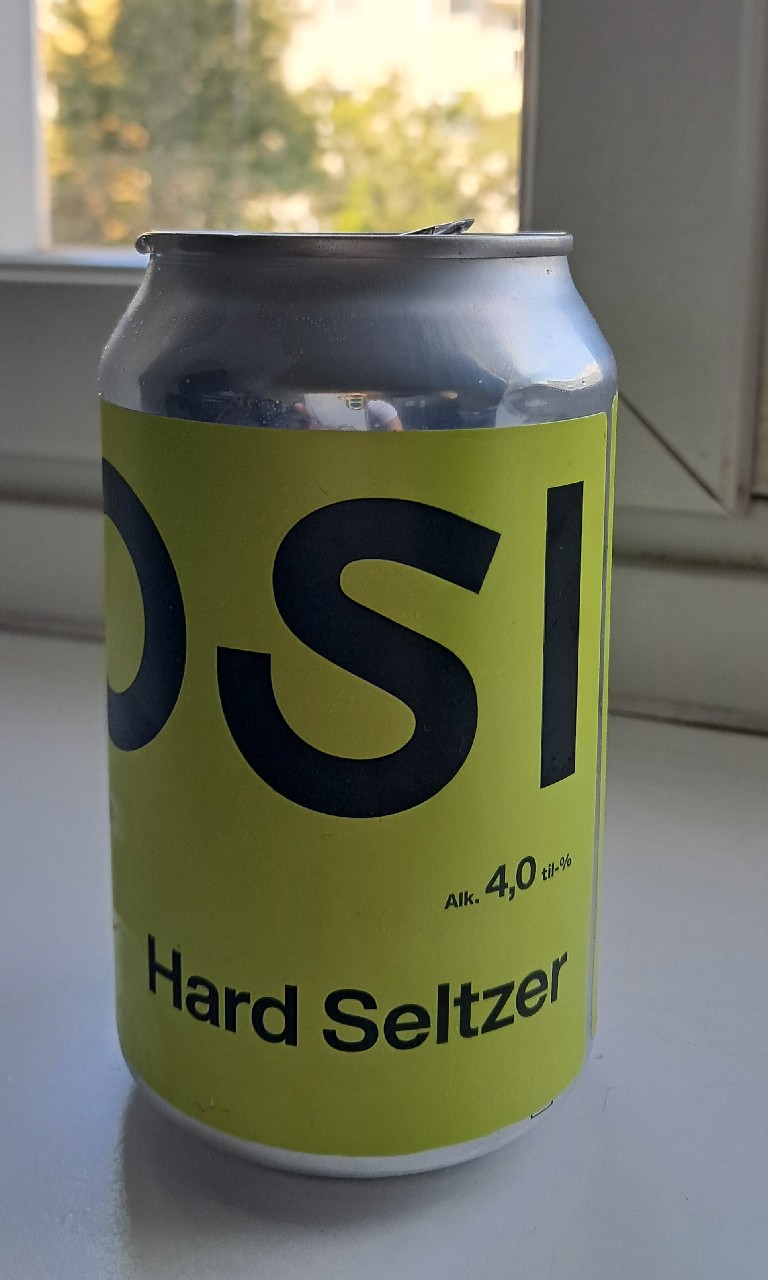 OSI
Alk. 4,0 til-%
Hard Seltzer